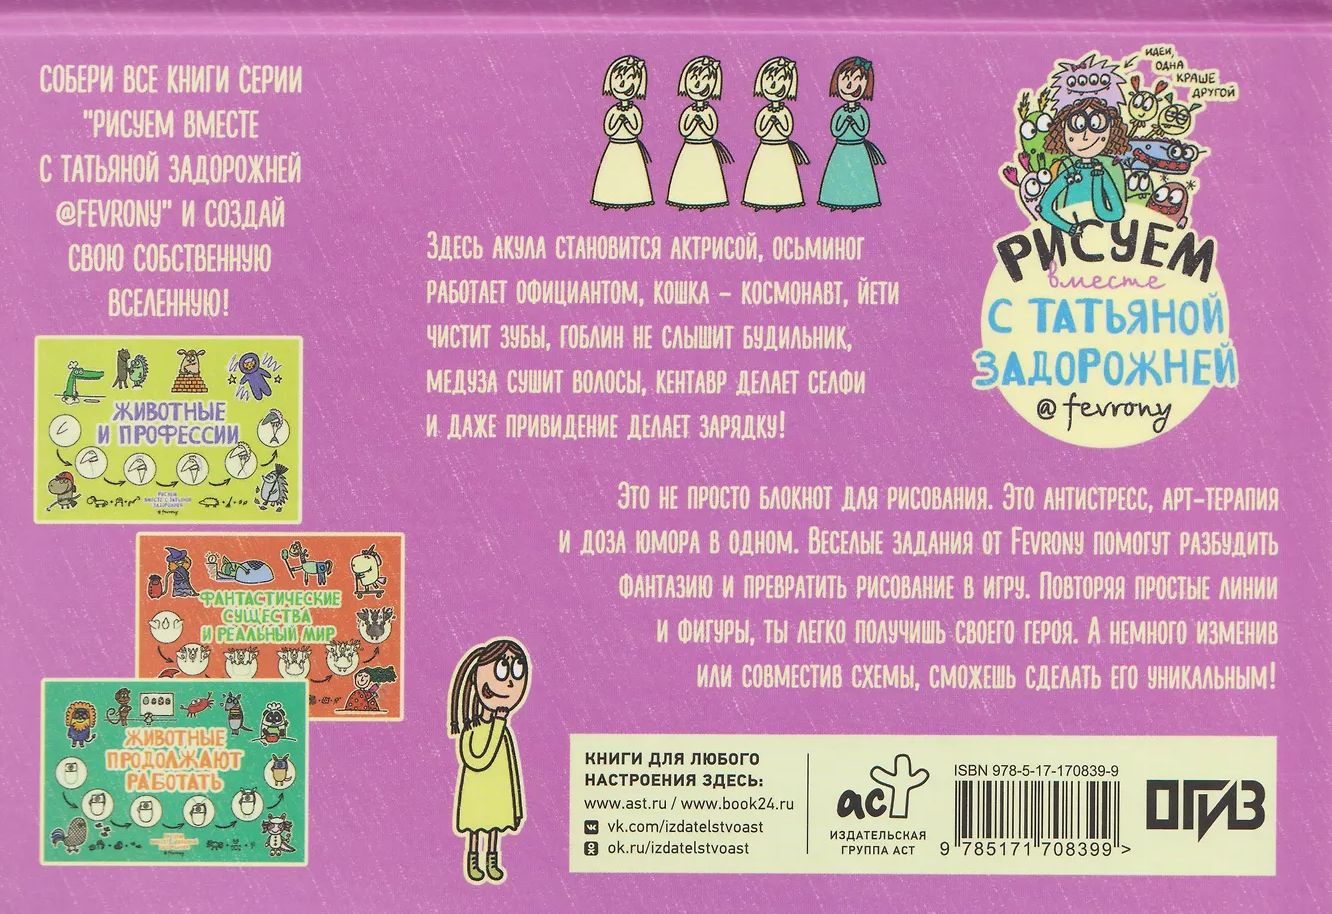 СОБЕРИ ВСЕ КНИГИ СЕРИИ
"РИСУЕМ ВМЕСТЕ
С ТАТЬЯНОЙ ЗАДОРОЖНЕЙ
@FEVRONY" И СОЗДАЙ
СВОЮ СОБСТВЕННУЮ
ВСЕЛЕННУЮ!
ЖИВОТНЫЕ
И ПРОФЕССИИ
РИСУЕМ
ВМЕСТЕ С ТАТЬЯНОЙ
ЗАДОРОЖНЕЙ
@ fevrony
ФАНТАСТИЧЕСКИЕ
СУЩЕСТВА
И РЕАЛЬНЫЙ МИР
ЖИВОТНЫЕ
ПРОДОЛЖАЮТ
РАБОТАТЬ
ЗДЕСЬ АКУЛА СТАНОВИТСЯ АКТРИСОЙ, ОСЬМИНОГ
РАБОТАЕТ ОФИЦИАНТОМ, КОШКА – КОСМОНАВТ, ЙЕТИ
ЧИСТИТ ЗУБЫ, ГОБЛИН НЕ СЛЫШИТ БУДИЛЬНИК,
МЕДУЗА СУШИТ ВОЛОСЫ, КЕНТАВР ДЕЛАЕТ СЕЛФИ
И ДАЖЕ ПРИВИДЕНИЕ ДЕЛАЕТ ЗАРЯДКУ!
ИДЕИ,
ОДНА
КРАШЕ
ДРУГОЙ
РИСУЕМ
вместе
С ТАТЬЯНОЙ
ЗАДОРОЖНЕЙ
@ fevrony
ЭТО НЕ ПРОСТО БЛОКНОТ ДЛЯ РИСОВАНИЯ. ЭТО АНТИСТРЕСС, АРТ-ТЕРАПИЯ
И ДОЗА ЮМОРА В ОДНОМ. ВЕСЕЛЫЕ ЗАДАНИЯ ОТ FEVRONY ПОМОГУТ РАЗБУДИТЬ
ФАНТАЗИЮ И ПРЕВРАТИТЬ РИСОВАНИЕ В ИГРУ. ПОВТОРЯЯ ПРОСТЫЕ ЛИНИИ
И ФИГУРЫ, ТЫ ЛЕГКО ПОЛУЧИШЬ СВОЕГО ГЕРОЯ. А НЕМНОГО ИЗМЕНИВ
ИЛИ СОВМЕСТИВ СХЕМЫ, СМОЖЕШЬ СДЕЛАТЬ ЕГО УНИКАЛЬНЫМ!
КНИГИ ДЛЯ ЛЮБОГО
НАСТРОЕНИЯ ЗДЕСЬ:
www.ast.ru / www.book24.ru
vk.com/izdatelstvoast
ok.ru/izdatelstvoast
аст
ИЗДАТЕЛЬСКАЯ
ГРУППА АСТ
ISBN 978-5-17-170839-9
9 785171 708399 >
ОГИЗ